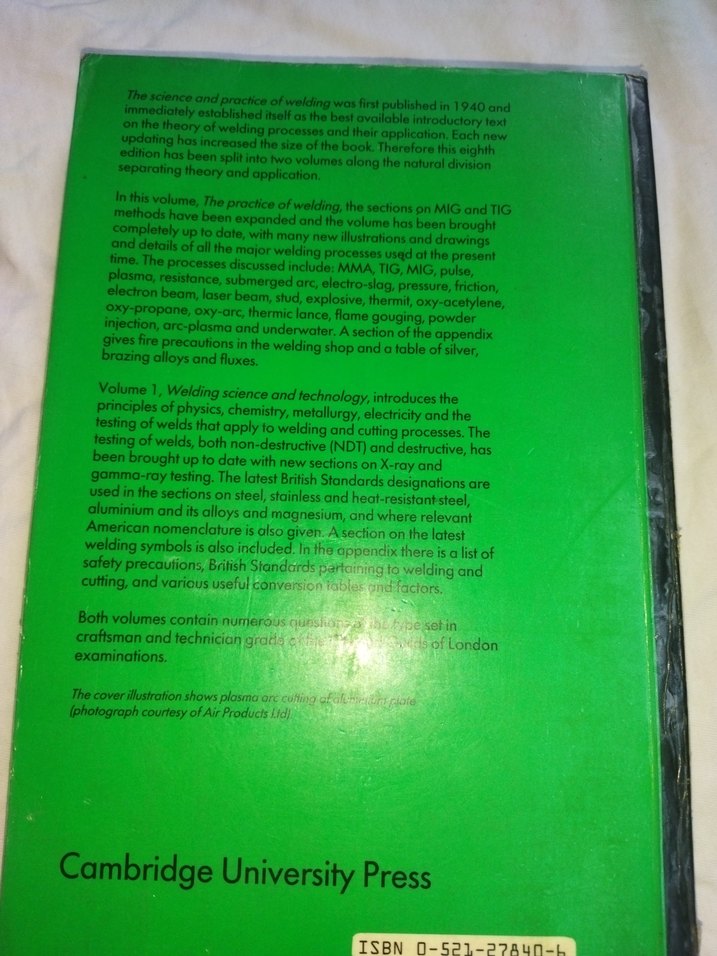 The science and practice of welding was first published in 1940 and
immediately established itself as the best available introductory text
on the theory of welding processes and their application. Each new
updating has increased the size of the book. Therefore this eighth
edition has been split into two volumes along the natural division
separating theory and application.
In this volume, The practice of welding, the sections on MIG and TIG
methods have been expanded and the volume has been brought
completely up to date, with many new illustrations and drawings
and details of all the major welding processes used at the present
time. The processes discussed include: MMA, TIG, MIG, pulse,
plasma, resistance, submerged arc, electro-slag, pressure, friction,
electron beam, laser beam, stud, explosive, thermit, oxy-acetylene,
oxy-propane, oxy-arc, thermic lance, flame gouging, powder
injection, arc-plasma and underwater. A section of the appendix
gives fire precautions in the welding shop and a table of silver,
brazing alloys and fluxes.
Volume 1, Welding science and technology, introduces the
principles of physics, chemistry, metallurgy, electricity and the
testing of welds that apply to welding and cutting processes. The
testing of welds, both non-destructive (NDT) and destructive, has
been brought up to date with new sections on X-ray and
gamma-ray testing. The latest British Standards designations are
used in the sections on steel, stainless and heat-resistant steel,
aluminium and its alloys and magnesium, and where relevant
American nomenclature is also given. A section on the latest
welding symbols is also included. In the appendix there is a list of
safety precautions, British Standards pertaining to welding and
cutting, and various useful conversion tables and factors.
Both volumes contain numerous questions of the type set in
craftsman and technician grade of the Guilds of London
examinations.
The cover illustration shows plasma arc cutting of aluminium plate
(photograph courtesy of Air Products Ltd)
Cambridge University Press
ISBN 0-521-27840-6